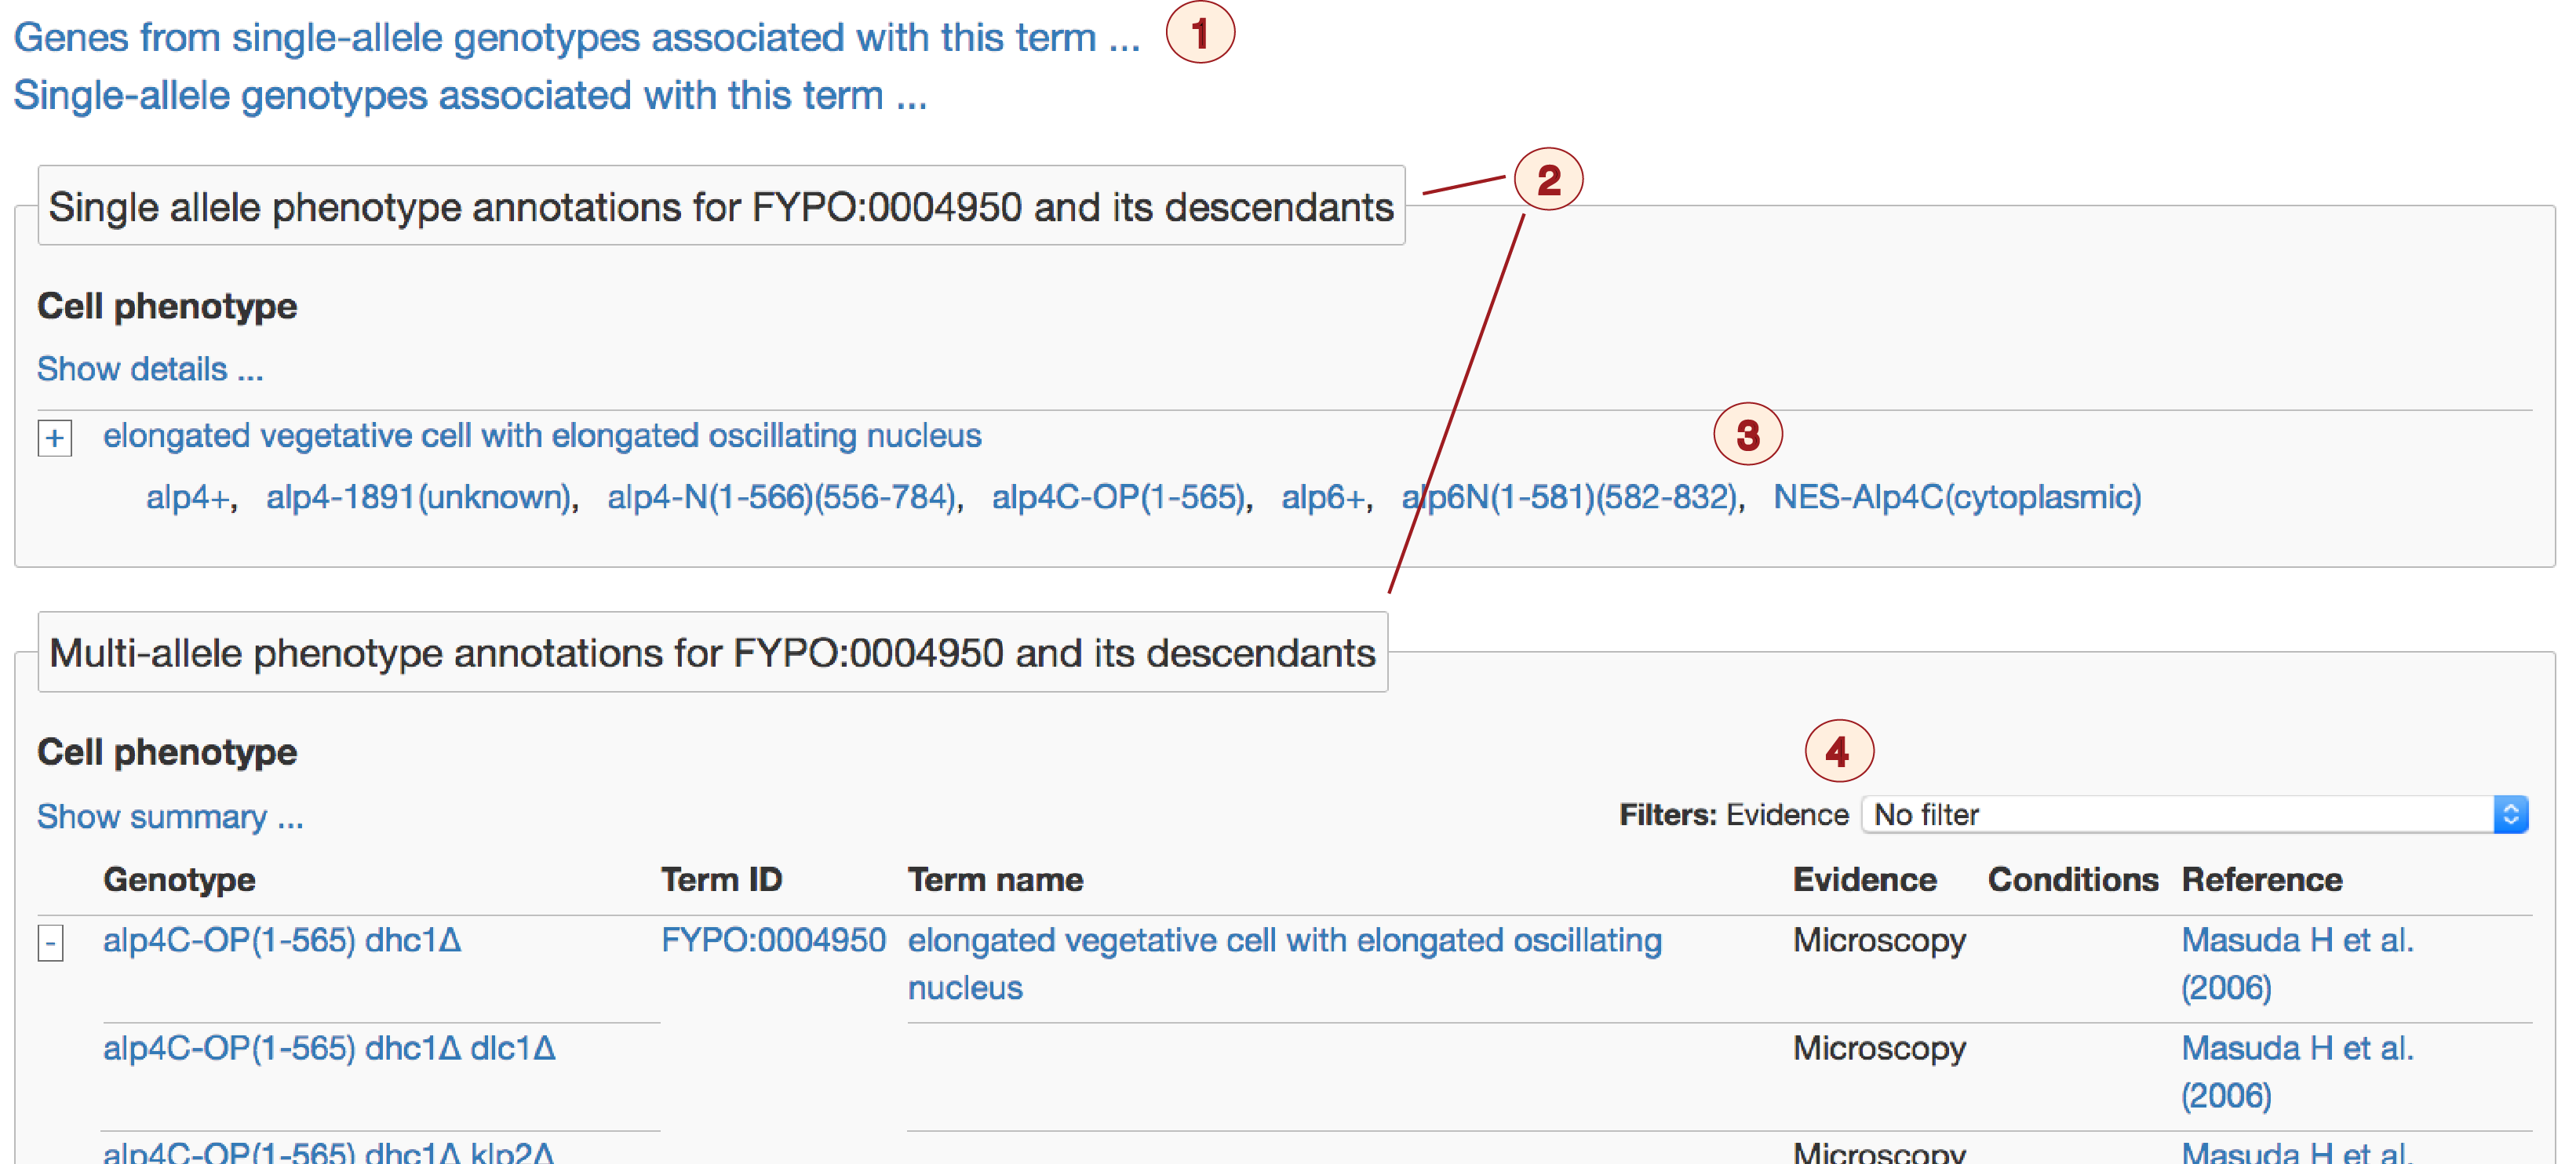 Genes from single-allele genotypes associated with this term ... 1
Single-allele genotypes associated with this term ...
2
Single allele phenotype annotations for FYPO:0004950 and its descendants
Cell phenotype
Show details ...
3
+ elongated vegetative cell with elongated oscillating nucleus
alp4+, alp4-1891(unknown), alp4-N(1-566)(556-784), alp4C-OP(1-565), alp6+, alp6N(1-581)(582-832), NES-Alp4C(cytoplasmic)
Multi-allele phenotype annotations for FYPO:0004950 and its descendants
Cell phenotype
4
Show summary ... Filters: Evidence No filter
Genotype Term ID Term name Evidence Conditions Reference
- alp4C-OP(1-565) dhc1Δ FYPO:0004950 elongated vegetative cell with elongated oscillating Microscopy Masuda H et al.
nucleus (2006)
alp4C-OP(1-565) dhc1Δ dlc1Δ Microscopy Masuda H et al.
(2006)
alp4C-OP(1-565) dhc1Δ klp2Δ Microscopy Masuda H et al.